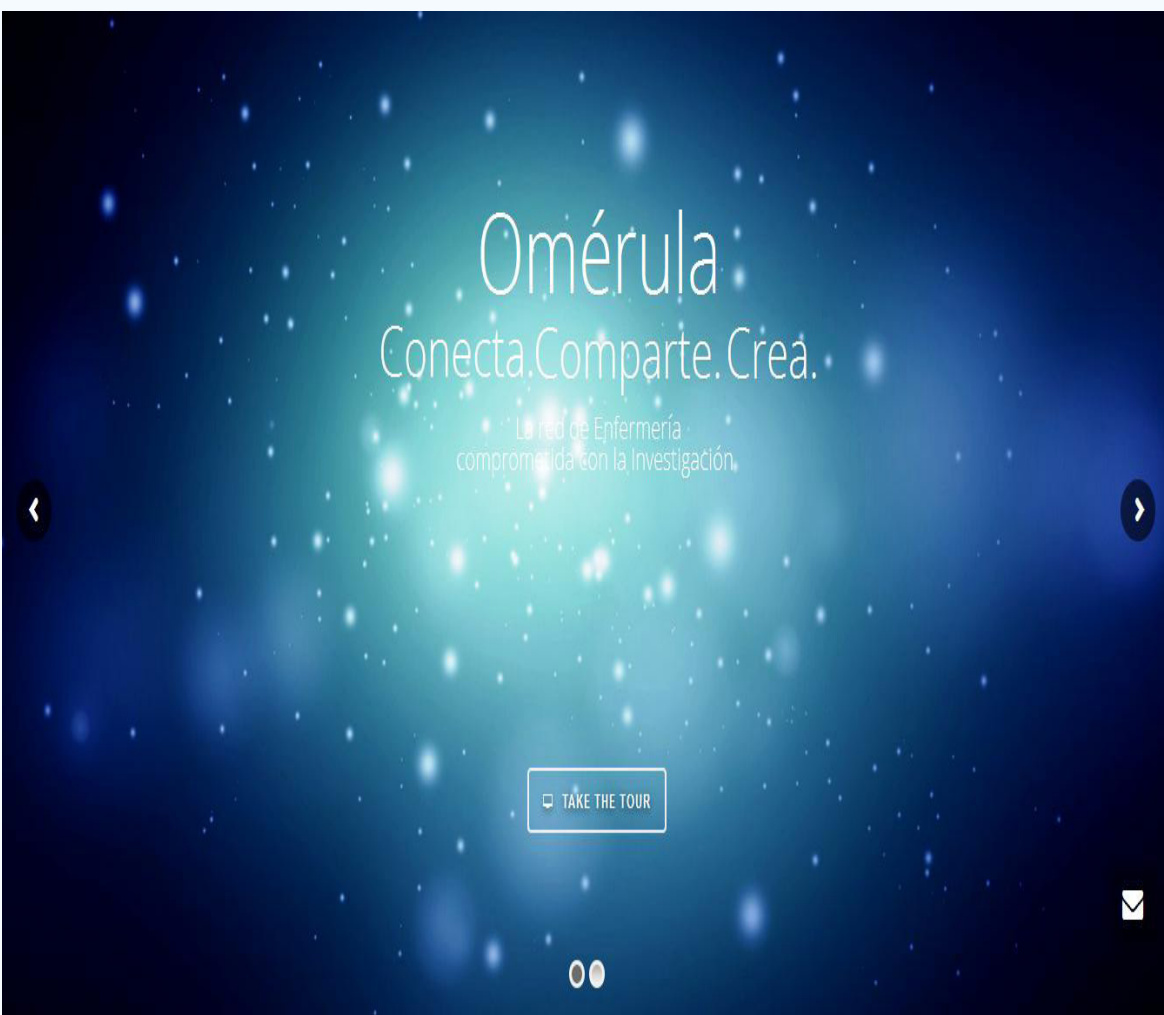 Omérula
Conecta.Comparte.Crea.
La red de Enfermería
comprometida con la Investigación.
TAKE THE TOUR